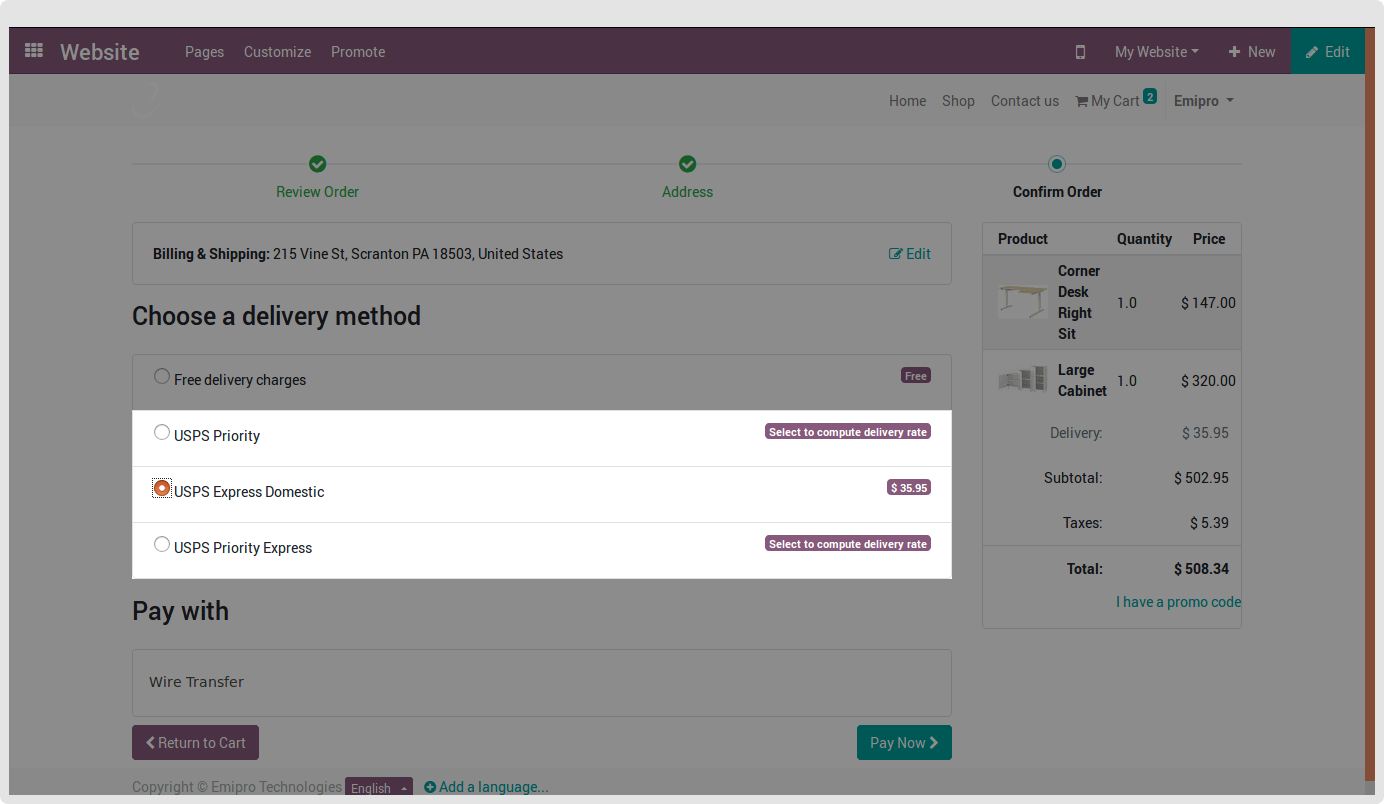 Website Pages Customize Promote My Website New Edit
Home Shop Contact us My Cart 2 Emipro
Review Order Address Confirm Order
Billing & Shipping: 215 Vine St, Scranton PA 18503, United States Edit
Choose a delivery method
Free delivery charges Free
USPS Priority Select to compute delivery rate
USPS Express Domestic $ 35.95
USPS Priority Express Select to compute delivery rate
Pay with
Wire Transfer
Return to Cart Pay Now
Product Quantity Price
Corner
Desk
Right
Sit
1.0 $ 147.00
Large
Cabinet
1.0 $ 320.00
Delivery: $ 35.95
Subtotal: $ 502.95
Taxes: $ 5.39
Total: $ 508.34
I have a promo code
Copyright © Emipro Technologies English Add a language...